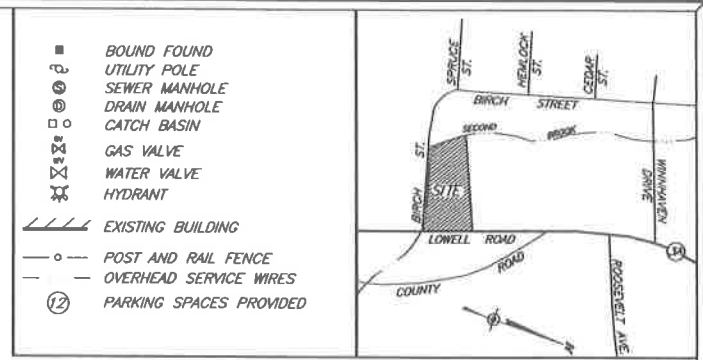 BOUND FOUND
UTILITY POLE
SEWER MANHOLE
DRAIN MANHOLE
CATCH BASIN
GAS VALVE
WATER VALVE
HYDRANT
EXISTING BUILDING
POST AND RAIL FENCE
OVERHEAD SERVICE WIRES
12 PARKING SPACES PROVIDED
SPRUCE ST.
HEMLOCK ST.
CEDAR ST.
BIRCH STREET
SECOND BROOK
BIRCH ST.
SITE
WINNHAVEN DRIVE
LOWELL ROAD
COUNTY ROAD
ROOSEVELT AVE.
3A